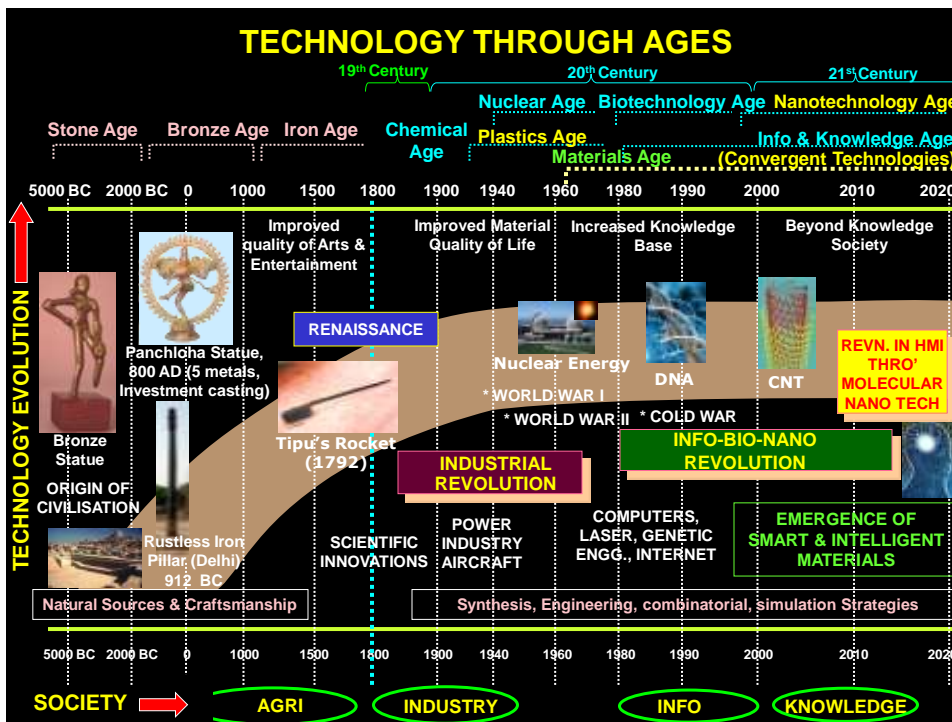 TECHNOLOGY THROUGH AGES
19th Century
20th Century
21st Century
Nuclear Age
Biotechnology Age
Nanotechnology Age
Stone Age
Bronze Age
Iron Age
Chemical
Age
Plastics Age
Info & Knowledge Age
Materials Age
(Convergent Technologies)
5000 BC 2000 BC 0 1000 1500 1800 1900 1940 1960 1980 1990 2000 2010 2020
Improved
quality of Arts &
Entertainment
Improved Material
Quality of Life
Increased Knowledge
Base
Beyond Knowledge
Society
TECHNOLOGY EVOLUTION
RENAISSANCE
Panchloha Statue,
800 AD (5 metals,
Investment casting)
Nuclear Energy
DNA
CNT
REVN. IN HMI
THRO'
MOLECULAR
NANO TECH
* WORLD WAR I
* WORLD WAR II
* COLD WAR
Bronze
Statue
Tipu's Rocket
(1792)
INDUSTRIAL
REVOLUTION
INFO-BIO-NANO
REVOLUTION
ORIGIN OF
CIVILISATION
Rustless Iron
Pillar (Delhi)
912 BC
SCIENTIFIC
INNOVATIONS
POWER
INDUSTRY
AIRCRAFT
COMPUTERS,
LASER, GENETIC
ENGG., INTERNET
EMERGENCE OF
SMART & INTELLIGENT
MATERIALS
Natural Sources & Craftsmanship
Synthesis, Engineering, combinatorial, simulation Strategies
5000 BC 2000 BC 0 1000 1500 1800 1900 1940 1960 1980 1990 2000 2010 2020
SOCIETY
AGRI
INDUSTRY
INFO
KNOWLEDGE